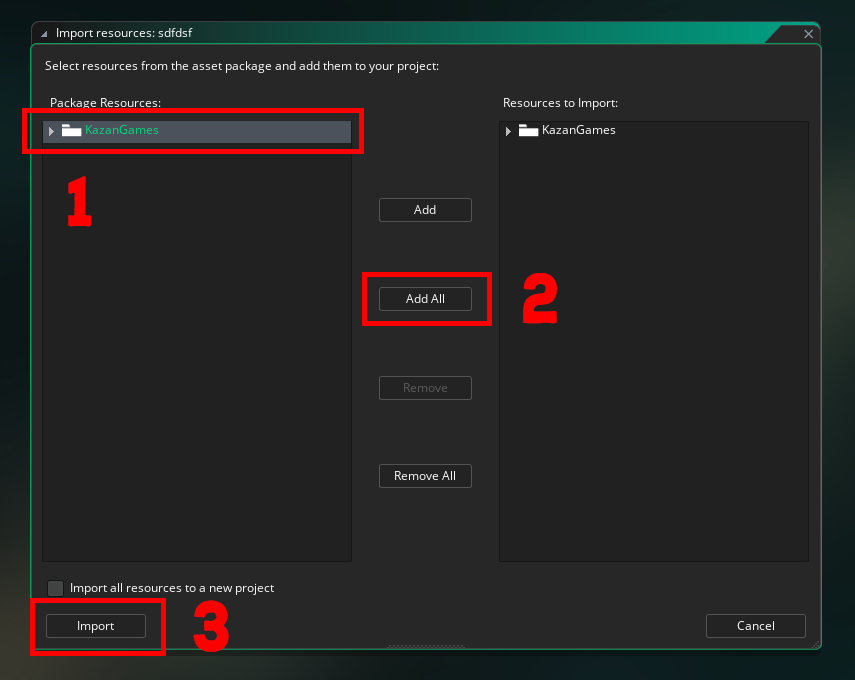 Import resources: sdfdsf
Select resources from the asset package and add them to your project:
Package Resources:
Resources to Import:
KazanGames
KazanGames
1
Add
Add All
2
Remove
Remove All
Import all resources to a new project
Import
3
Cancel